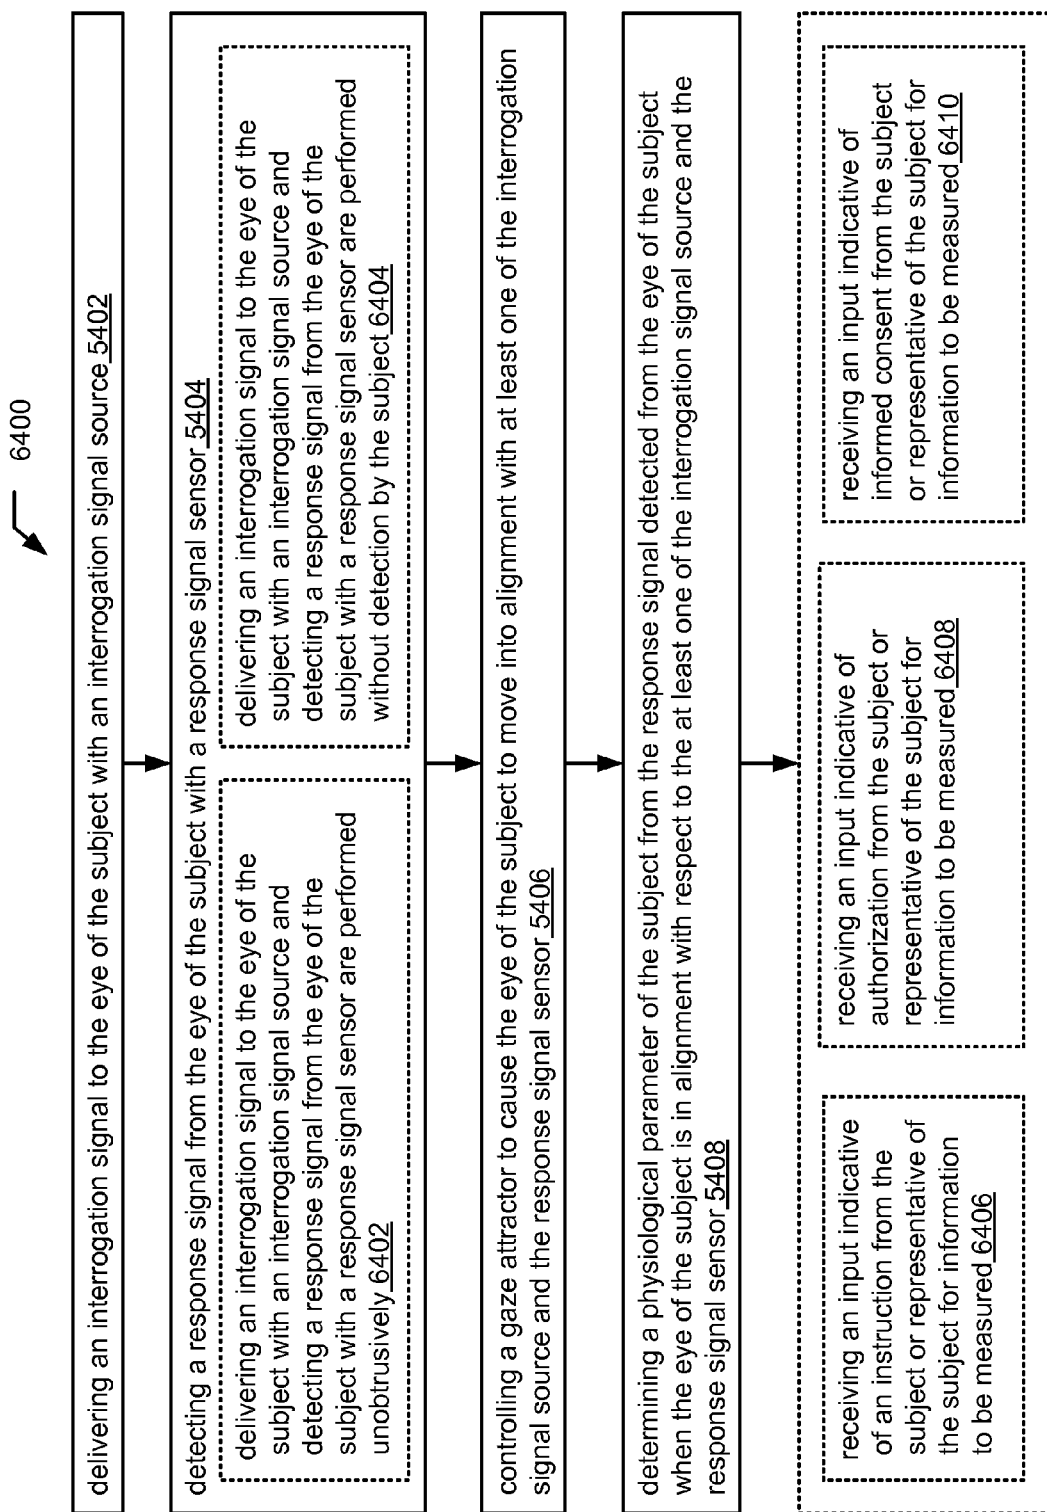 6400
delivering an interrogation signal to the eye of the subject with an interrogation signal source 5402
detecting a response signal from the eye of the subject with a response signal sensor 5404
delivering an interrogation signal to the eye of the
subject with an interrogation signal source and
detecting a response signal from the eye of the
subject with a response signal sensor are performed
unobtrusively 6402
delivering an interrogation signal to the eye of the
subject with an interrogation signal source and
detecting a response signal from the eye of the
subject with a response signal sensor are performed
without detection by the subject 6404
controlling a gaze attractor to cause the eye of the subject to move into alignment with at least one of the interrogation
signal source and the response signal sensor 5406
determining a physiological parameter of the subject from the response signal detected from the eye of the subject
when the eye of the subject is in alignment with respect to the at least one of the interrogation signal source and the
response signal sensor 5408
receiving an input indicative
of an instruction from the
subject or representative of
the subject for information
to be measured 6406
receiving an input indicative of
authorization from the subject or
representative of the subject for
information to be measured 6408
receiving an input indicative of
informed consent from the subject
or representative of the subject for
information to be measured 6410